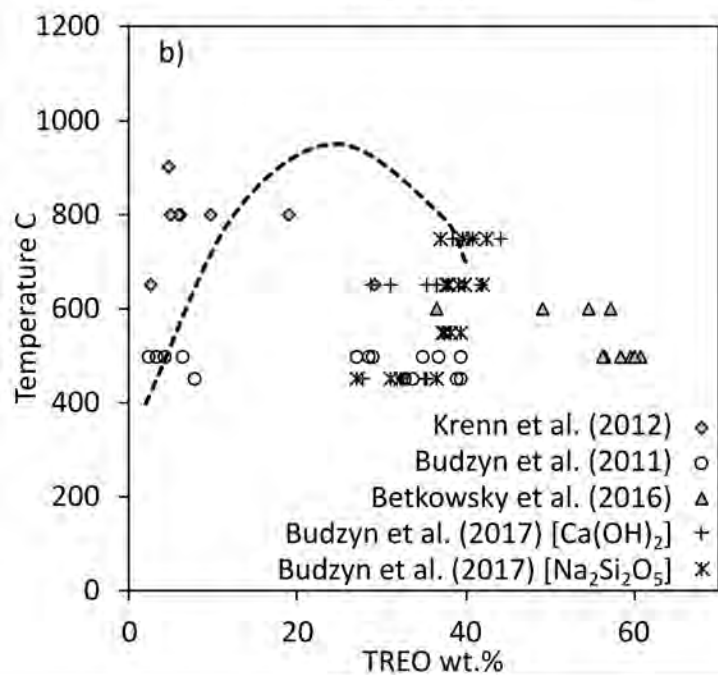 1200
b)
1000
800
600
400
200
0
Temperature C
Krenn et al. (2012)
Budzyn et al. (2011)
Betkowsky et al. (2016)
Budzyn et al. (2017) [Ca(OH)₂]
Budzyn et al. (2017) [Na₂Si₂O₅]
0 20 40 60
TREO wt.%